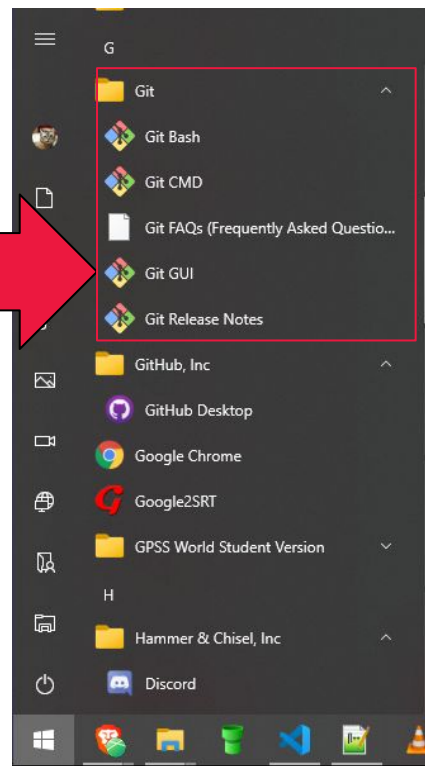 G
Git
Git Bash
Git CMD
Git FAQs (Frequently Asked Questio...
Git GUI
Git Release Notes
GitHub, Inc
GitHub Desktop
Google Chrome
Google2SRT
GPSS World Student Version
H
Hammer & Chisel, Inc
Discord